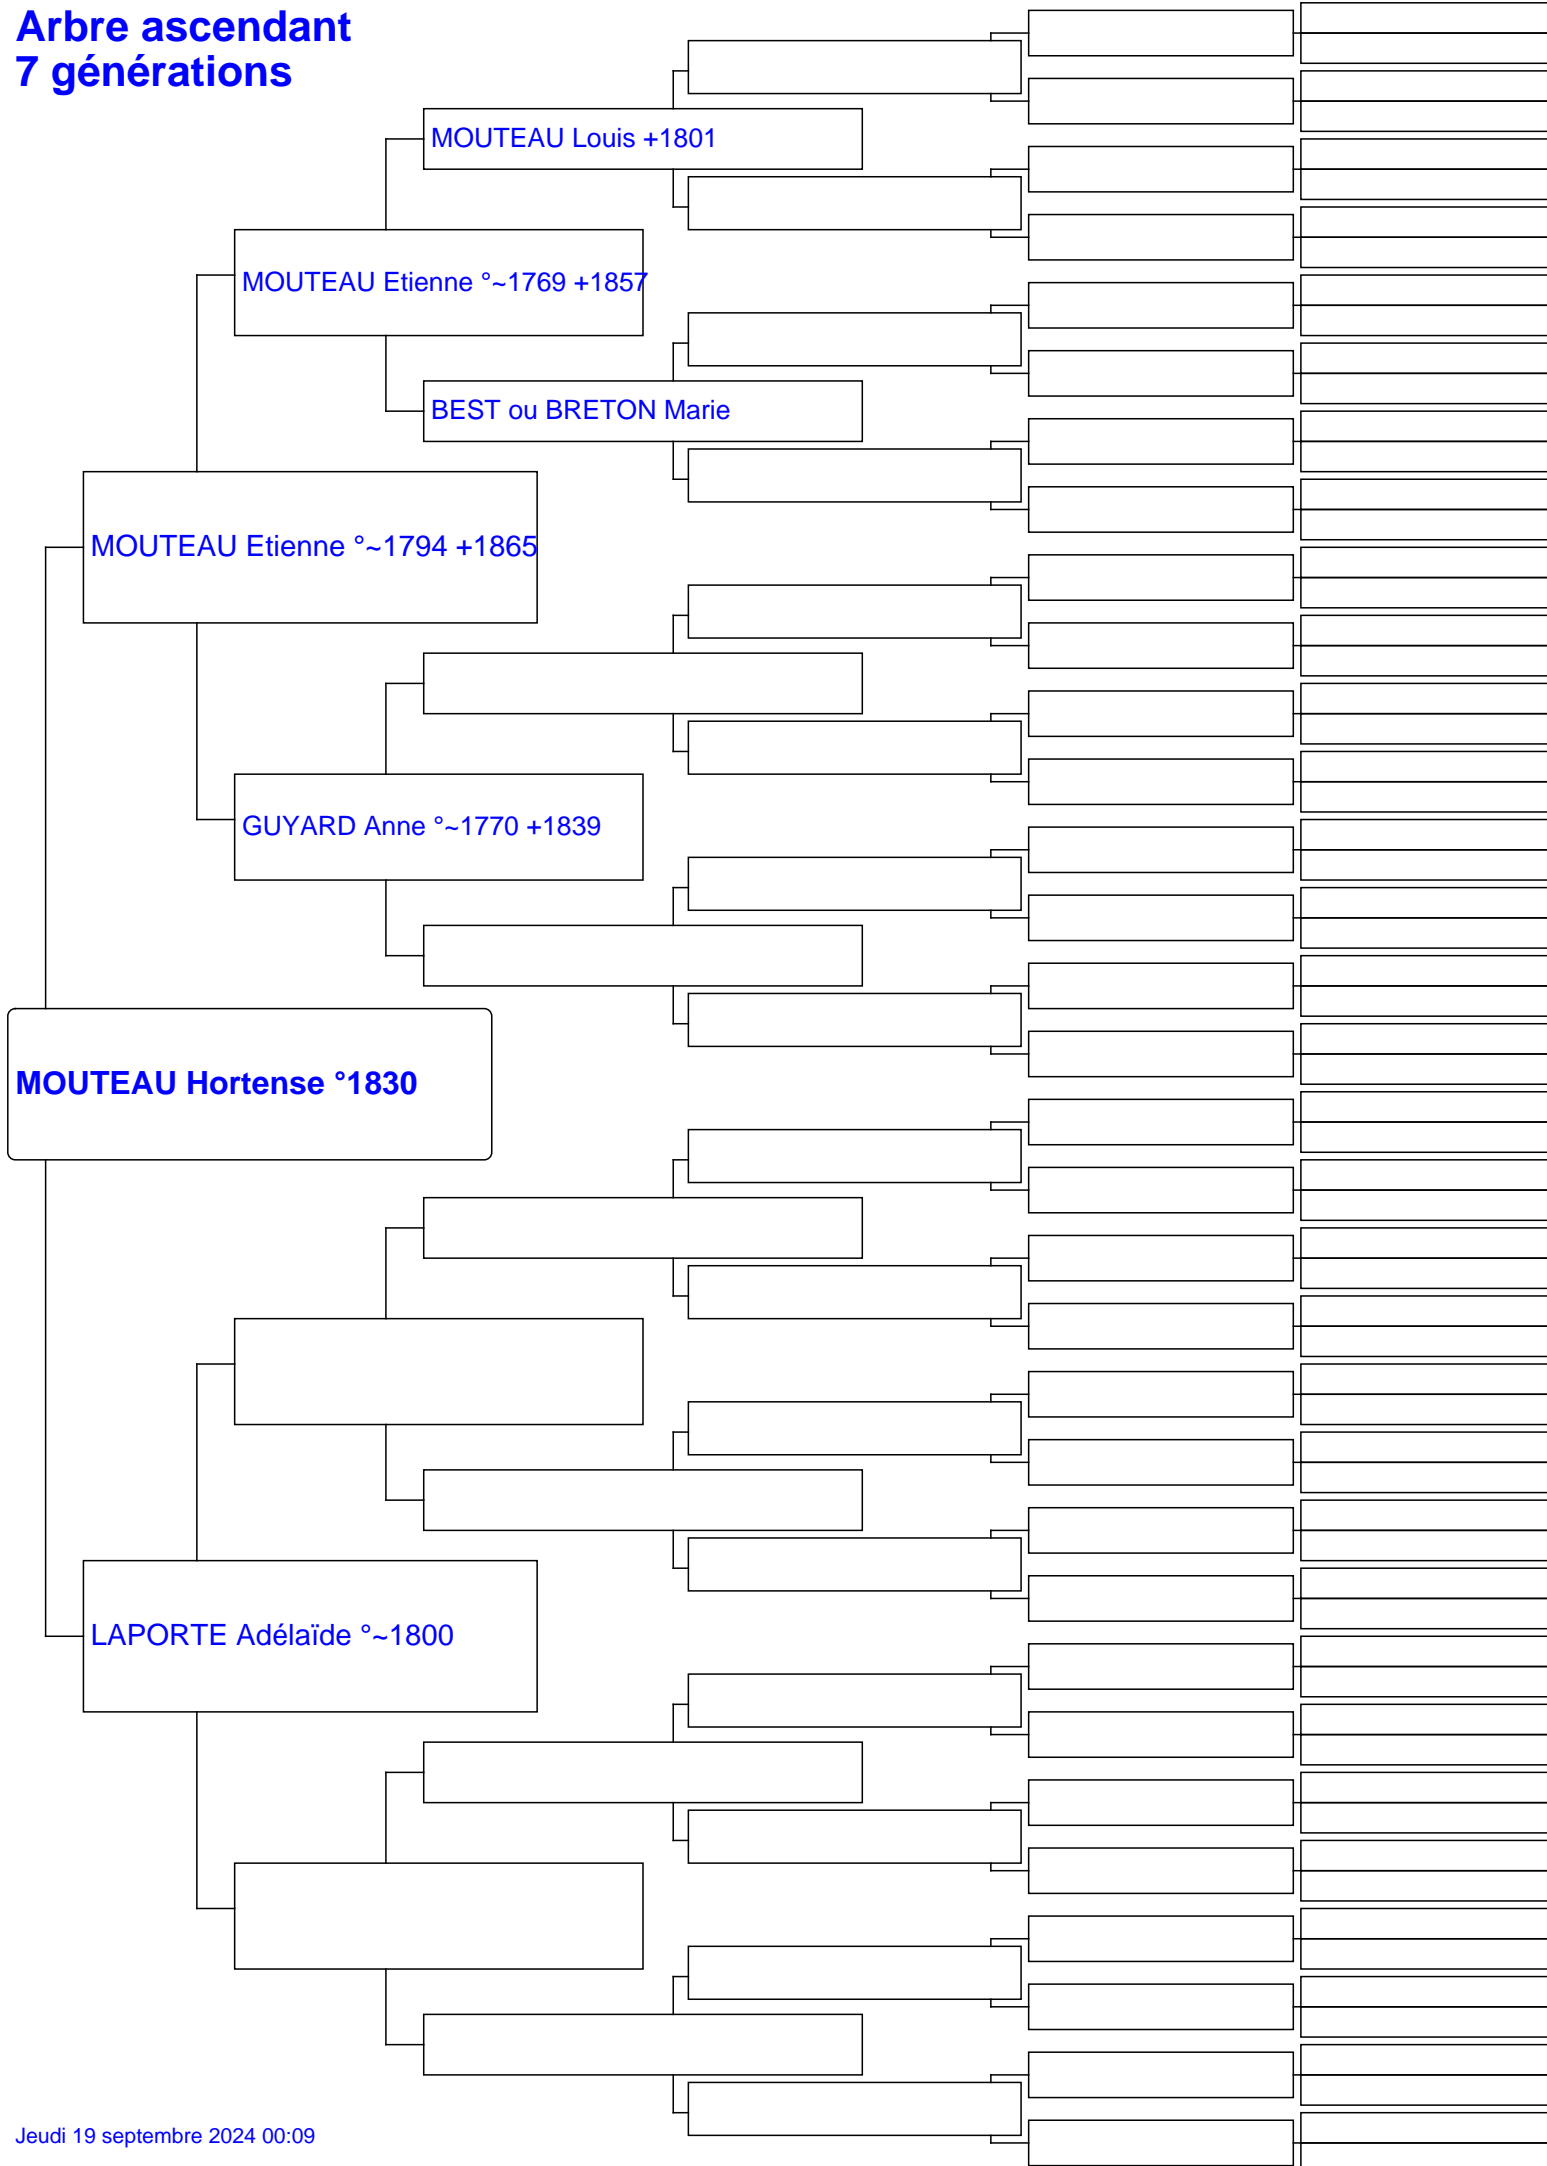 Arbre ascendant
7 générations
MOUTEAU Louis +1801
MOUTEAU Etienne °~1769 +1857
BEST ou BRETON Marie
MOUTEAU Etienne °~1794 +1865
GUYARD Anne °~1770 +1839
MOUTEAU Hortense °1830
LAPORTE Adélaïde °~1800
Jeudi 19 septembre 2024 00:09